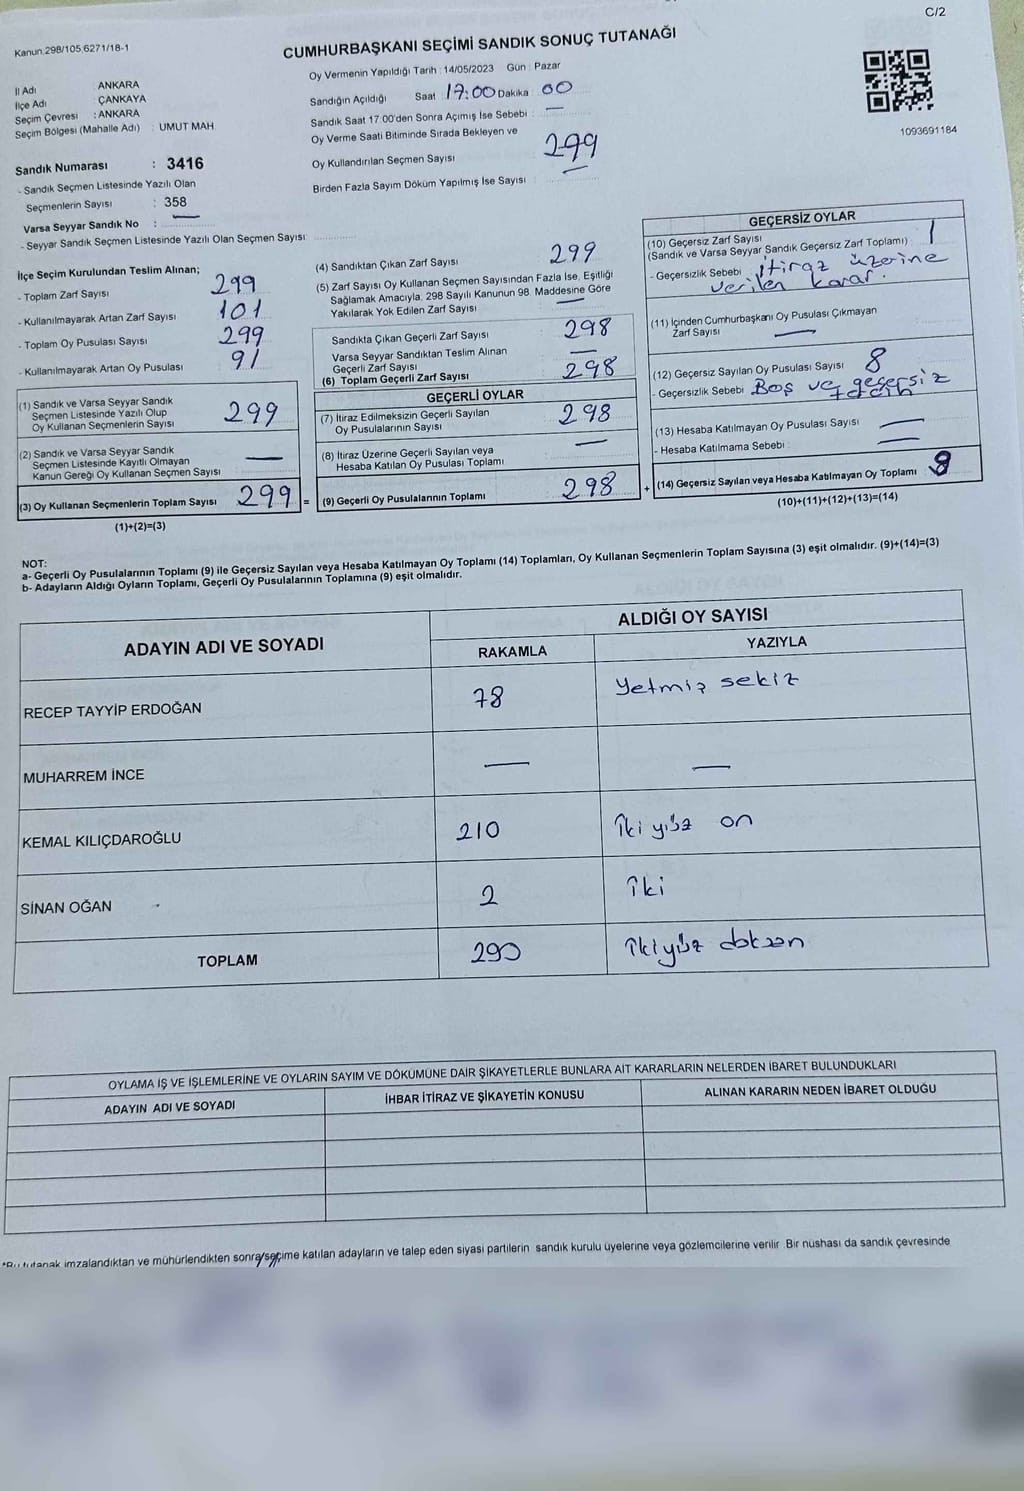 C/2
Kanun 298/105;6271/18-1
CUMHURBAŞKANI SEÇİMİ SANDIK SONUÇ TUTANAĞI
Oy Vermenin Yapıldığı Tarih : 14/05/2023 Gün : Pazar
İl Adı : ANKARA
İlçe Adı : ÇANKAYA
Seçim Çevresi : ANKARA
Seçim Bölgesi (Mahalle Adı) : UMUT MAH.
Sandığın Açıldığı Saat 17:00 Dakika 00
Sandık Saat 17.00'den Sonra Açımış İse Sebebi : —
Oy Verme Saati Bitiminde Sırada Bekleyen ve
Oy Kullandırılan Seçmen Sayısı 299
Birden Fazla Sayım Döküm Yapılmış İse Sayısı : —
1093691184
Sandık Numarası : 3416
- Sandık Seçmen Listesinde Yazılı Olan
Seçmenlerin Sayısı : 358
Varsa Seyyar Sandık No : —
- Seyyar Sandık Seçmen Listesinde Yazılı Olan Seçmen Sayısı:
İlçe Seçim Kurulundan Teslim Alınan;
- Toplam Zarf Sayısı 299
- Kullanılmayarak Artan Zarf Sayısı 101
- Toplam Oy Pusulası Sayısı 299
- Kullanılmayarak Artan Oy Pusulası 91
(1) Sandık ve Varsa Seyyar Sandık
Seçmen Listesinde Yazılı Olup
Oy Kullanan Seçmenlerin Sayısı 299
(2) Sandık ve Varsa Seyyar Sandık
Seçmen Listesinde Kayıtlı Olmayan
Kanun Gereği Oy Kullanan Seçmen Sayısı —
(3) Oy Kullanan Seçmenlerin Toplam Sayısı 299 =
(1)+(2)=(3)
(4) Sandıktan Çıkan Zarf Sayısı 299
(5) Zarf Sayısı Oy Kullanan Seçmen Sayısından Fazla İse, Eşitliği
Sağlamak Amacıyla, 298 Sayılı Kanunun 98. Maddesine Göre
Yakılarak Yok Edilen Zarf Sayısı —
Sandıkta Çıkan Geçerli Zarf Sayısı 298
Varsa Seyyar Sandıktan Teslim Alınan
Geçerli Zarf Sayısı —
(6) Toplam Geçerli Zarf Sayısı 298
GEÇERLİ OYLAR
(7) İtiraz Edilmeksizin Geçerli Sayılan
Oy Pusulalarının Sayısı 298
(8) İtiraz Üzerine Geçerli Sayılan veya
Hesaba Katılan Oy Pusulası Toplamı —
(9) Geçerli Oy Pusulalarının Toplamı 298 +
GEÇERSİZ OYLAR
(10) Geçersiz Zarf Sayısı
(Sandık ve Varsa Seyyar Sandık Geçersiz Zarf Toplamı) 1
- Geçersizlik Sebebi : itiraz üzerine
verilen karar.
(11) İçinden Cumhurbaşkanı Oy Pusulası Çıkmayan
Zarf Sayısı —
(12) Geçersiz Sayılan Oy Pusulası Sayısı 8
- Geçersizlik Sebebi : Boş ve geçersiz
(13) Hesaba Katılmayan Oy Pusulası Sayısı —
- Hesaba Katılmama Sebebi : —
(14) Geçersiz Sayılan veya Hesaba Katılmayan Oy Toplamı
(10)+(11)+(12)+(13)=(14)
NOT:
a- Geçerli Oy Pusulalarının Toplamı (9) ile Geçersiz Sayılan veya Hesaba Katılmayan Oy Toplamı (14) Toplamları, Oy Kullanan Seçmenlerin Toplam Sayısına (3) eşit olmalıdır. (9)+(14)=(3)
b- Adayların Aldığı Oyların Toplamı, Geçerli Oy Pusulalarının Toplamına (9) eşit olmalıdır.
ADAYIN ADI VE SOYADI
ALDIĞI OY SAYISI
RAKAMLA YAZIYLA
RECEP TAYYİP ERDOĞAN 78 Yetmiş sekiz
MUHARREM İNCE — —
KEMAL KILIÇDAROĞLU 210 İki yüz on
SİNAN OĞAN 2 iki
TOPLAM 290 İkiyüz doksan
OYLAMA İŞ VE İŞLEMLERİNE VE OYLARIN SAYIM VE DÖKÜMÜNE DAİR ŞİKAYETLERLE BUNLARA AİT KARARLARIN NELERDEN İBARET BULUNDUKLARI
ADAYIN ADI VE SOYADI İHBAR İTİRAZ VE ŞİKAYETİN KONUSU ALINAN KARARIN NEDEN İBARET OLDUĞU
*Bu tutanak imzalandıktan ve mühürlendikten sonra seçime katılan adayların ve talep eden siyasi partilerin sandık kurulu üyelerine veya gözlemcilerine verilir. Bir nüshası da sandık çevresinde